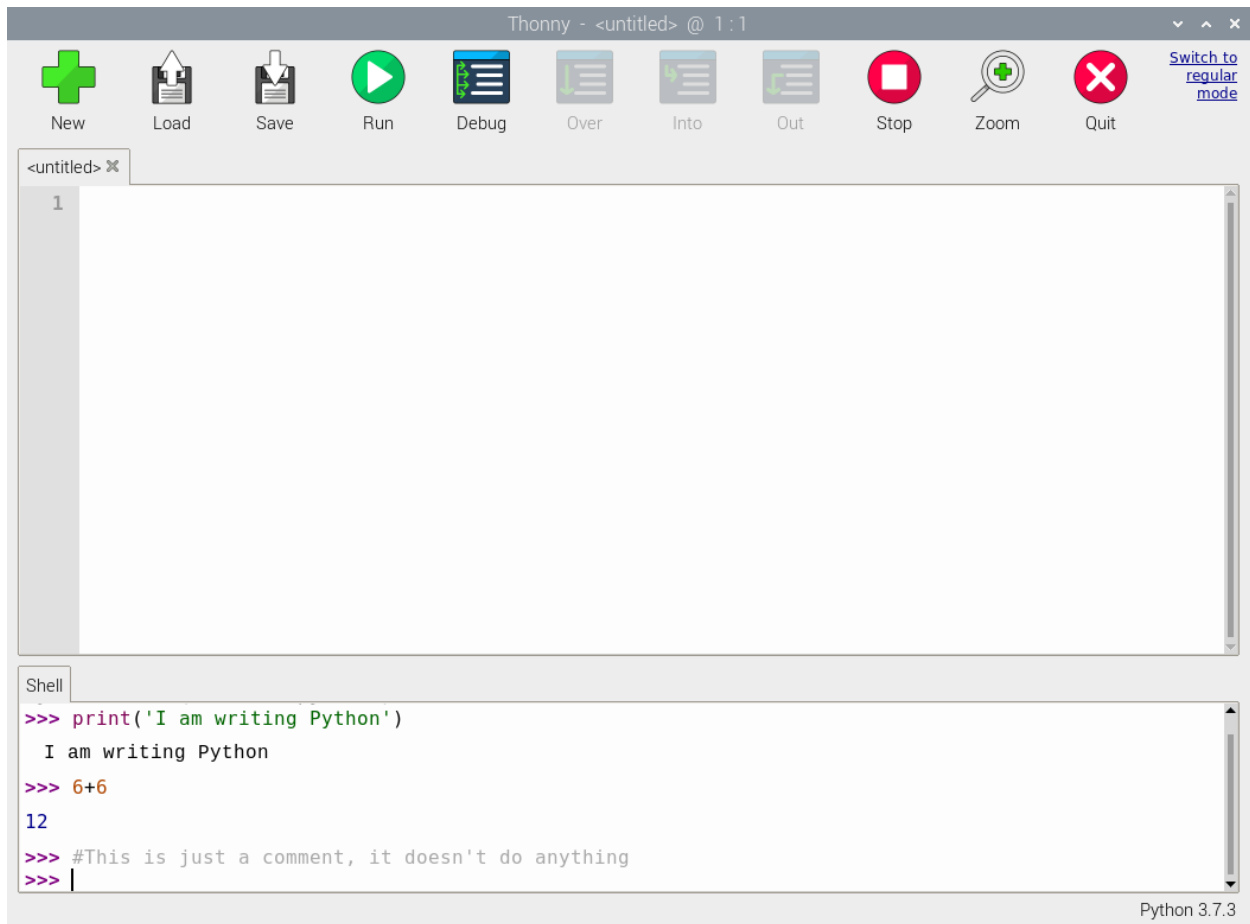 Thonny - <untitled> @ 1:1
Switch to
regular
mode
New Load Save Run Debug Over Into Out Stop Zoom Quit
<untitled>
1
Shell
>>> print('I am writing Python')
I am writing Python
>>> 6+6
12
>>> #This is just a comment, it doesn't do anything
>>>
Python 3.7.3